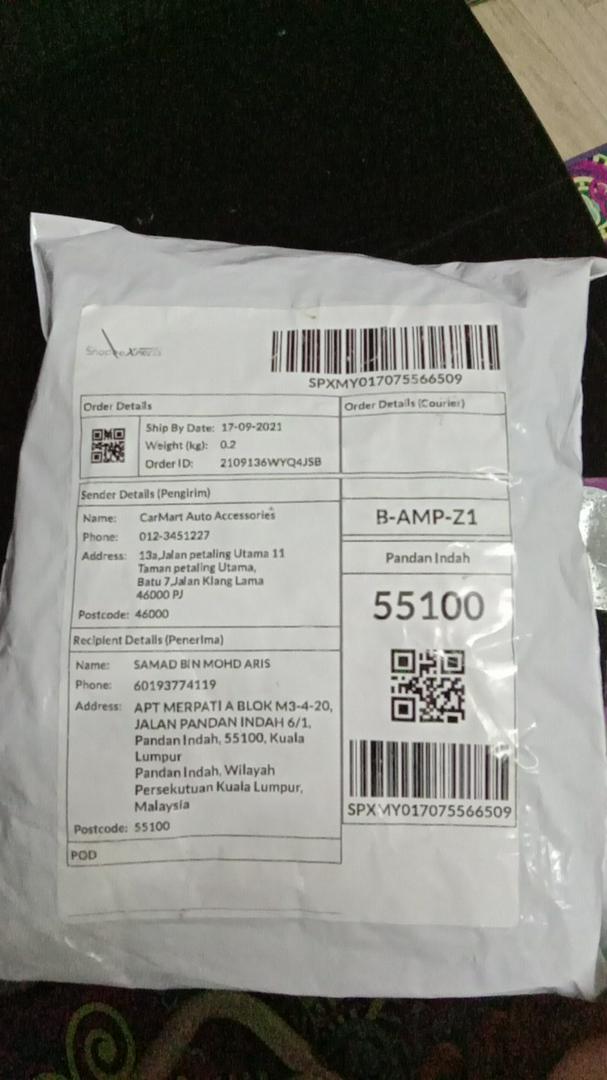 Shopee Xpress
SPXMY017075566509
Order Details
Ship By Date: 17-09-2021
Weight (kg): 0.2
Order ID: 2109136WYQ4JSB
Order Details (Courier)
Sender Details (Pengirim)
Name: CarMart Auto Accessories
Phone: 012-3451227
Address: 13a,Jalan petaling Utama 11
Taman petaling Utama,
Batu 7,Jalan Klang Lama
46000 PJ
Postcode: 46000
B-AMP-Z1
Pandan Indah
55100
Recipient Details (Penerima)
Name: SAMAD BIN MOHD ARIS
Phone: 60193774119
Address: APT MERPATI A BLOK M3-4-20,
JALAN PANDAN INDAH 6/1,
Pandan Indah, 55100, Kuala
Lumpur
Pandan Indah, Wilayah
Persekutuan Kuala Lumpur,
Malaysia
Postcode: 55100
SPXMY017075566509
POD